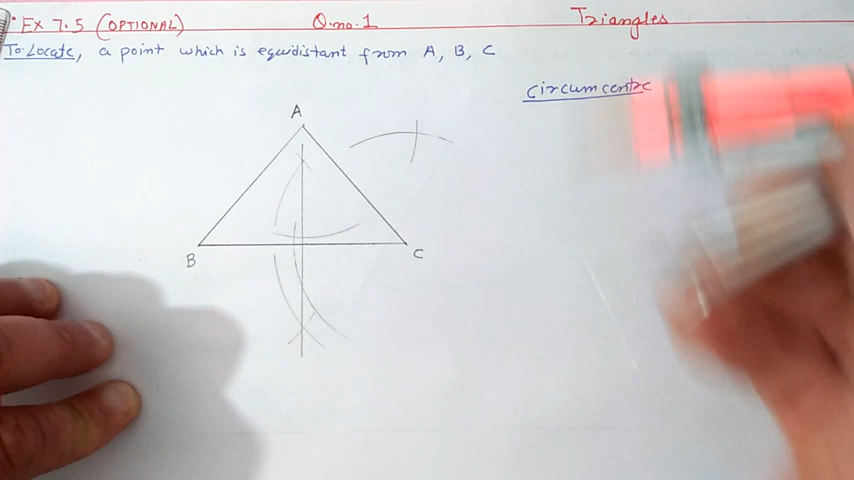 Ex 7.5 (OPTIONAL) Q.no.1 Triangles
To Locate, a point which is equidistant from A, B, C
circumcentre
A
B
C